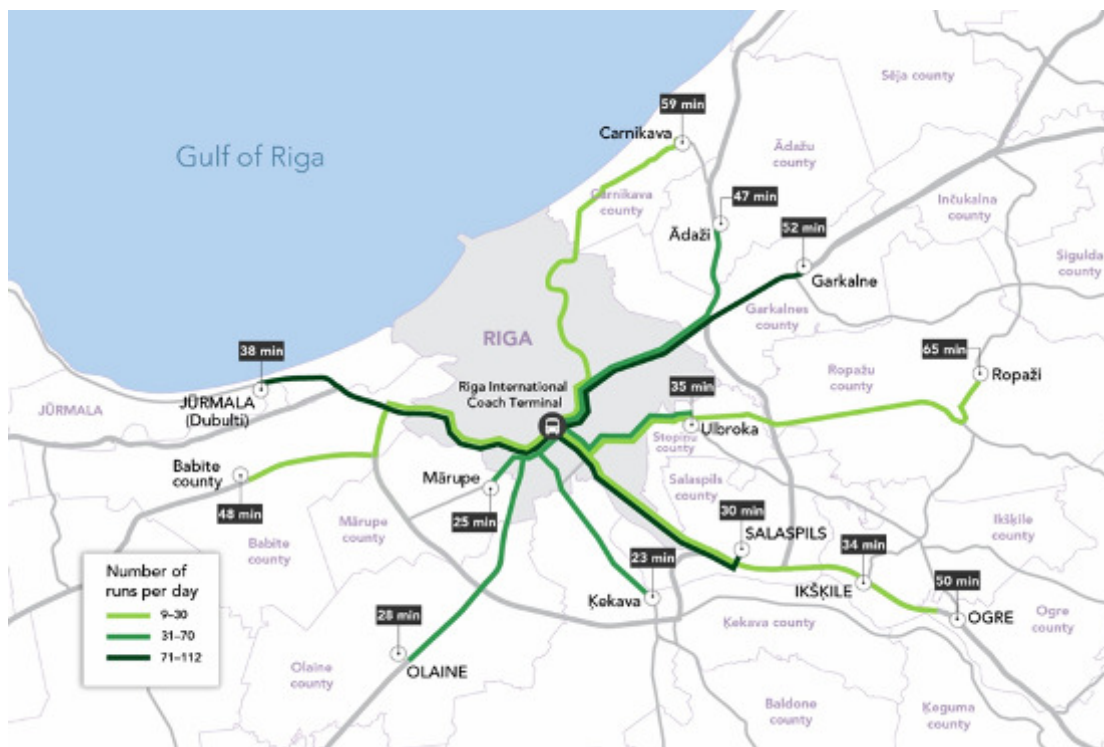 Sēja county
59 min
Carnikava
Gulf of Riga
Ādažu
county
Carnikava
county
47 min
Inčukalna
county
Ādaži
52 min
Sigulda
county
Garkalne
Garkalnes
county
RIGA
38 min
65 min
Ropažu
county
Ropaži
JŪRMALA
JŪRMALA
(Dubulti)
Riga International
Coach Terminal
35 min
Ulbroka
Stopiņu
county
Babite
county
Mārupe
Salaspils
county
48 min
25 min
30 min
SALASPILS
Mārupe
county
Ikšķile
county
Babite
county
34 min
23 min
IKŠĶILE
50 min
Number of
runs per day
9–30
31–70
71–112
Ķekava
OGRE
Ogre
county
28 min
Ķekava county
OLAINE
Olaine
county
Baldone
county
Ķeguma
county